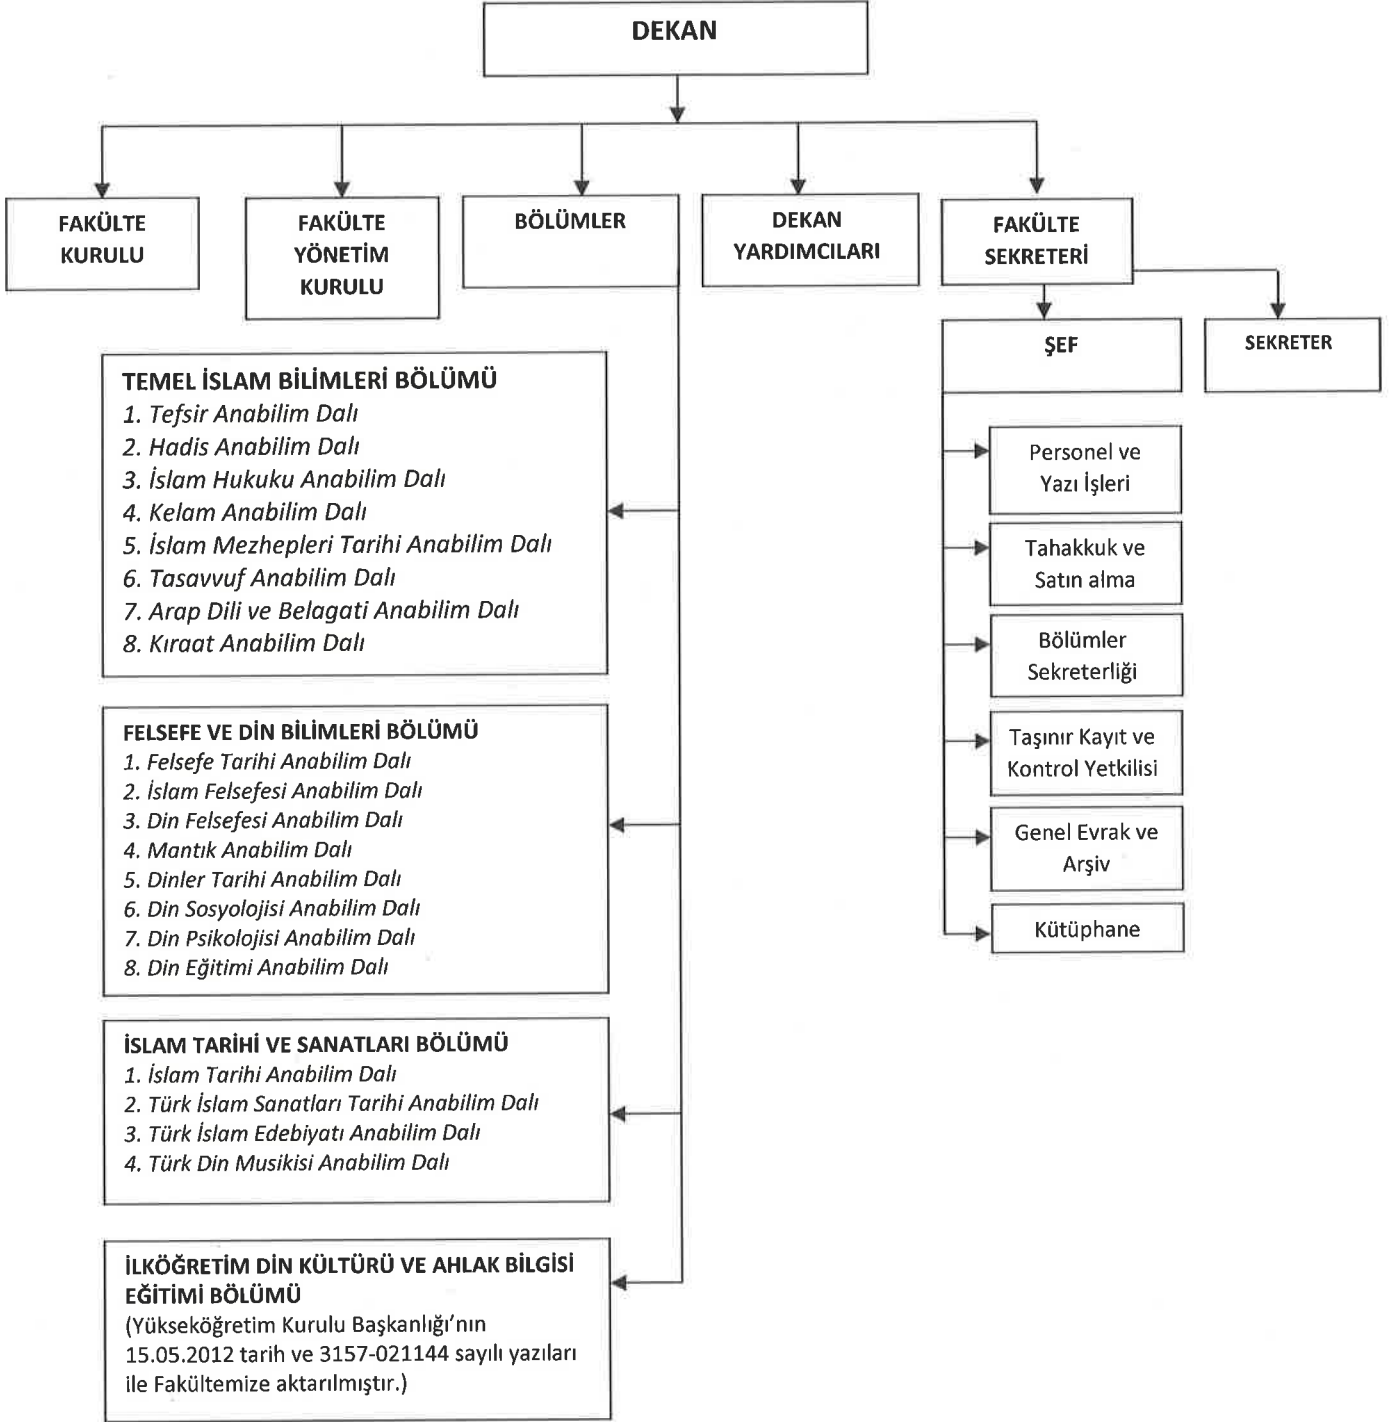 DEKAN
FAKÜLTE
KURULU
FAKÜLTE
YÖNETİM
KURULU
BÖLÜMLER
DEKAN
YARDIMCILARI
FAKÜLTE
SEKRETERİ
ŞEF
SEKRETER
TEMEL İSLAM BİLİMLERİ BÖLÜMÜ
1. Tefsir Anabilim Dalı
2. Hadis Anabilim Dalı
3. İslam Hukuku Anabilim Dalı
4. Kelam Anabilim Dalı
5. İslam Mezhepleri Tarihi Anabilim Dalı
6. Tasavvuf Anabilim Dalı
7. Arap Dili ve Belagati Anabilim Dalı
8. Kıraat Anabilim Dalı
FELSEFE VE DİN BİLİMLERİ BÖLÜMÜ
1. Felsefe Tarihi Anabilim Dalı
2. İslam Felsefesi Anabilim Dalı
3. Din Felsefesi Anabilim Dalı
4. Mantık Anabilim Dalı
5. Dinler Tarihi Anabilim Dalı
6. Din Sosyolojisi Anabilim Dalı
7. Din Psikolojisi Anabilim Dalı
8. Din Eğitimi Anabilim Dalı
İSLAM TARİHİ VE SANATLARI BÖLÜMÜ
1. İslam Tarihi Anabilim Dalı
2. Türk İslam Sanatları Tarihi Anabilim Dalı
3. Türk İslam Edebiyatı Anabilim Dalı
4. Türk Din Musikisi Anabilim Dalı
İLKÖĞRETİM DİN KÜLTÜRÜ VE AHLAK BİLGİSİ
EĞİTİMİ BÖLÜMÜ
(Yükseköğretim Kurulu Başkanlığı'nın
15.05.2012 tarih ve 3157-021144 sayılı yazıları
ile Fakültemize aktarılmıştır.)
Personel ve
Yazı İşleri
Tahakkuk ve
Satın alma
Bölümler
Sekreterliği
Taşınır Kayıt ve
Kontrol Yetkilisi
Genel Evrak ve
Arşiv
Kütüphane